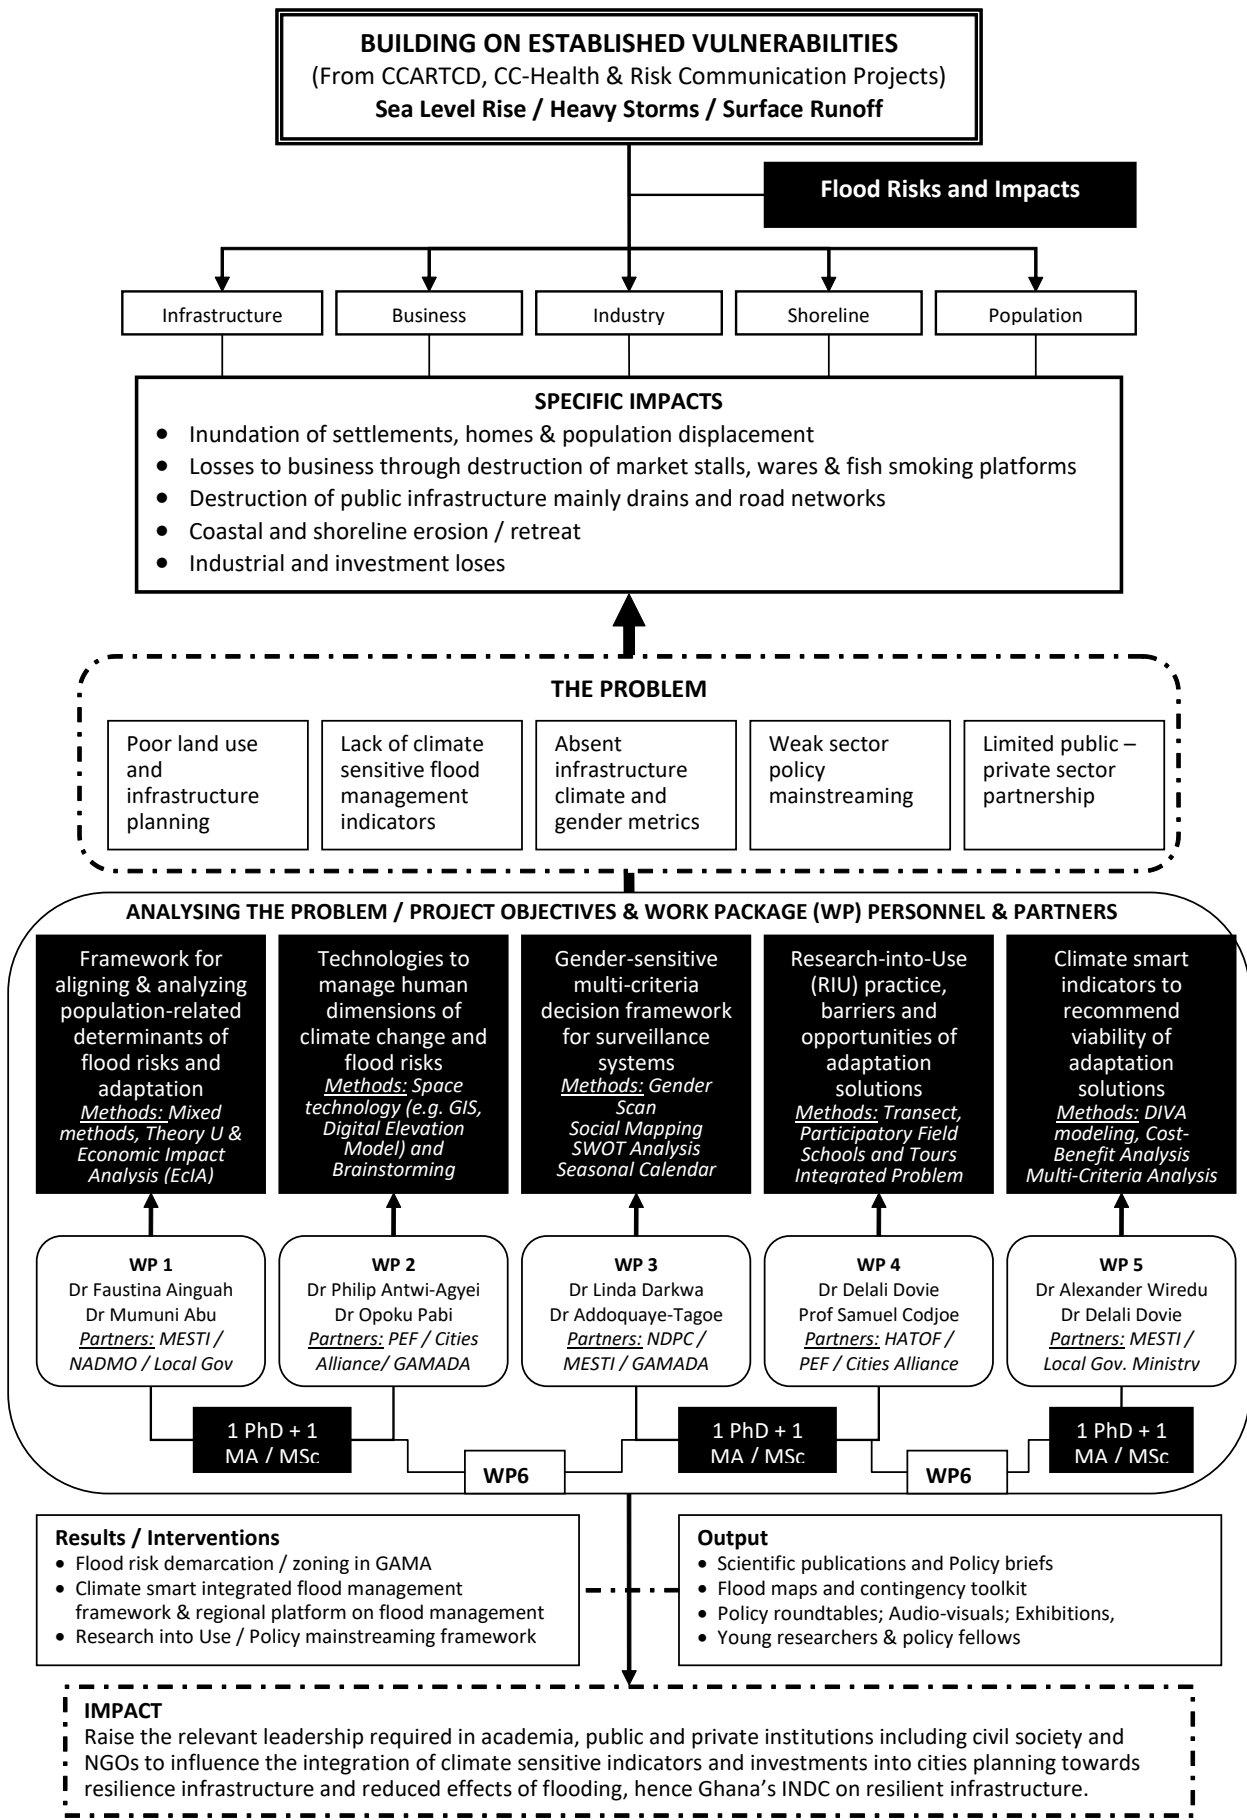 BUILDING ON ESTABLISHED VULNERABILITIES
(From CCARTCD, CC-Health & Risk Communication Projects)
Sea Level Rise / Heavy Storms / Surface Runoff
Flood Risks and Impacts
Infrastructure
Business
Industry
Shoreline
Population
SPECIFIC IMPACTS
• Inundation of settlements, homes & population displacement
• Losses to business through destruction of market stalls, wares & fish smoking platforms
• Destruction of public infrastructure mainly drains and road networks
• Coastal and shoreline erosion / retreat
• Industrial and investment loses
THE PROBLEM
Poor land use
and
infrastructure
planning
Lack of climate
sensitive flood
management
indicators
Absent
infrastructure
climate and
gender metrics
Weak sector
policy
mainstreaming
Limited public –
private sector
partnership
ANALYSING THE PROBLEM / PROJECT OBJECTIVES & WORK PACKAGE (WP) PERSONNEL & PARTNERS
Framework for
aligning & analyzing
population-related
determinants of
flood risks and
adaptation
Methods: Mixed
methods, Theory U &
Economic Impact
Analysis (EcIA)
Technologies to
manage human
dimensions of
climate change and
flood risks
Methods: Space
technology (e.g. GIS,
Digital Elevation
Model) and
Brainstorming
Gender-sensitive
multi-criteria
decision framework
for surveillance
systems
Methods: Gender
Scan
Social Mapping
SWOT Analysis
Seasonal Calendar
Research-into-Use
(RIU) practice,
barriers and
opportunities of
adaptation
solutions
Methods: Transect,
Participatory Field
Schools and Tours
Integrated Problem
Climate smart
indicators to
recommend
viability of
adaptation
solutions
Methods: DIVA
modeling, Cost-
Benefit Analysis
Multi-Criteria Analysis
WP 1
Dr Faustina Ainguah
Dr Mumuni Abu
Partners: MESTI /
NADMO / Local Gov
WP 2
Dr Philip Antwi-Agyei
Dr Opoku Pabi
Partners: PEF / Cities
Alliance/ GAMADA
WP 3
Dr Linda Darkwa
Dr Addoquaye-Tagoe
Partners: NDPC /
MESTI / GAMADA
WP 4
Dr Delali Dovie
Prof Samuel Codjoe
Partners: HATOF /
PEF / Cities Alliance
WP 5
Dr Alexander Wiredu
Dr Delali Dovie
Partners: MESTI /
Local Gov. Ministry
1 PhD + 1
MA / MSc
WP6
1 PhD + 1
MA / MSc
WP6
1 PhD + 1
MA / MSc
Results / Interventions
• Flood risk demarcation / zoning in GAMA
• Climate smart integrated flood management
framework & regional platform on flood management
• Research into Use / Policy mainstreaming framework
Output
• Scientific publications and Policy briefs
• Flood maps and contingency toolkit
• Policy roundtables; Audio-visuals; Exhibitions,
• Young researchers & policy fellows
IMPACT
Raise the relevant leadership required in academia, public and private institutions including civil society and
NGOs to influence the integration of climate sensitive indicators and investments into cities planning towards
resilience infrastructure and reduced effects of flooding, hence Ghana's INDC on resilient infrastructure.